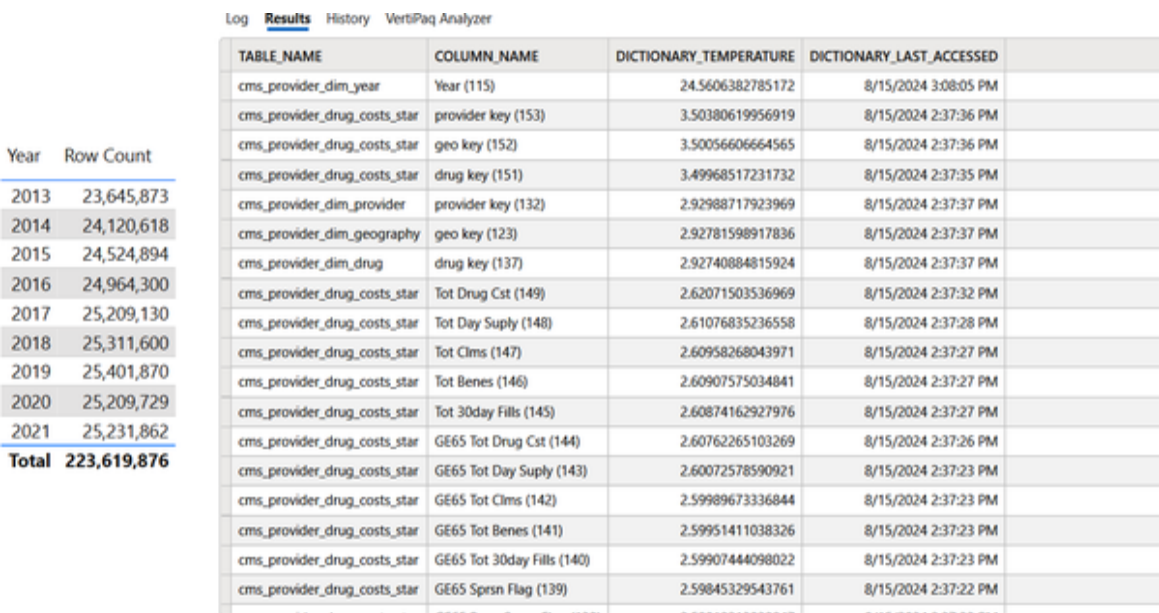 Log Results History VertiPaq Analyzer
TABLE_NAME COLUMN_NAME DICTIONARY_TEMPERATURE DICTIONARY_LAST_ACCESSED
cms_provider_dim_year Year (115) 24.5606382785172 8/15/2024 3:08:05 PM
cms_provider_drug_costs_star provider key (153) 3.50380619956919 8/15/2024 2:37:36 PM
cms_provider_drug_costs_star geo key (152) 3.50056606664565 8/15/2024 2:37:36 PM
cms_provider_drug_costs_star drug key (151) 3.49968517231732 8/15/2024 2:37:35 PM
cms_provider_dim_provider provider key (132) 2.92988717923969 8/15/2024 2:37:37 PM
cms_provider_dim_geography geo key (123) 2.92781598917836 8/15/2024 2:37:37 PM
cms_provider_dim_drug drug key (137) 2.92740884815924 8/15/2024 2:37:37 PM
cms_provider_drug_costs_star Tot Drug Cst (149) 2.62071503536969 8/15/2024 2:37:32 PM
cms_provider_drug_costs_star Tot Day Suply (148) 2.61076835236558 8/15/2024 2:37:28 PM
cms_provider_drug_costs_star Tot Clms (147) 2.60958268043971 8/15/2024 2:37:27 PM
cms_provider_drug_costs_star Tot Benes (146) 2.60907575034841 8/15/2024 2:37:27 PM
cms_provider_drug_costs_star Tot 30day Fills (145) 2.60874162927976 8/15/2024 2:37:27 PM
cms_provider_drug_costs_star GE65 Tot Drug Cst (144) 2.60762265103269 8/15/2024 2:37:26 PM
cms_provider_drug_costs_star GE65 Tot Day Suply (143) 2.60072578590921 8/15/2024 2:37:23 PM
cms_provider_drug_costs_star GE65 Tot Clms (142) 2.59989673336844 8/15/2024 2:37:23 PM
cms_provider_drug_costs_star GE65 Tot Benes (141) 2.59951411038326 8/15/2024 2:37:23 PM
cms_provider_drug_costs_star GE65 Tot 30day Fills (140) 2.59907444098022 8/15/2024 2:37:23 PM
cms_provider_drug_costs_star GE65 Sprsn Flag (139) 2.59845329543761 8/15/2024 2:37:22 PM
Year Row Count
2013 23,645,873
2014 24,120,618
2015 24,524,894
2016 24,964,300
2017 25,209,130
2018 25,311,600
2019 25,401,870
2020 25,209,729
2021 25,231,862
Total 223,619,876